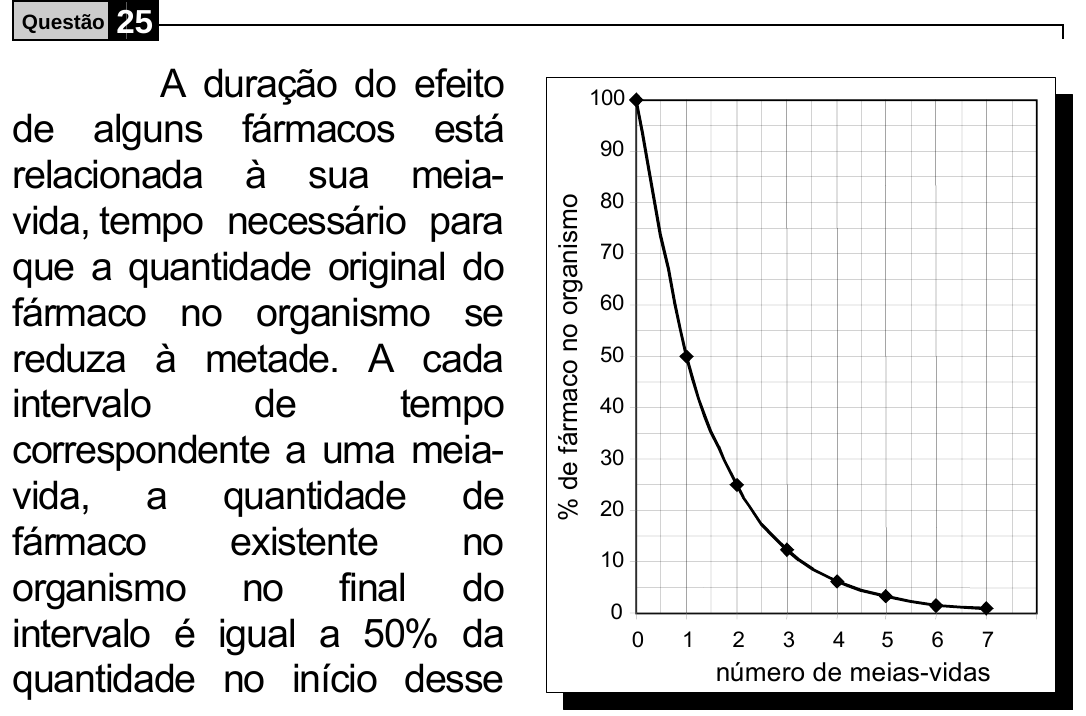 Questão 25
A duração do efeito
de alguns fármacos está
relacionada à sua meia-
vida, tempo necessário para
que a quantidade original do
fármaco no organismo se
reduza à metade. A cada
intervalo de tempo
correspondente a uma meia-
vida, a quantidade de
fármaco existente no
organismo no final do
intervalo é igual a 50% da
quantidade no início desse
% de fármaco no organismo
100
90
80
70
60
50
40
30
20
10
0
0 1 2 3 4 5 6 7
número de meias-vidas